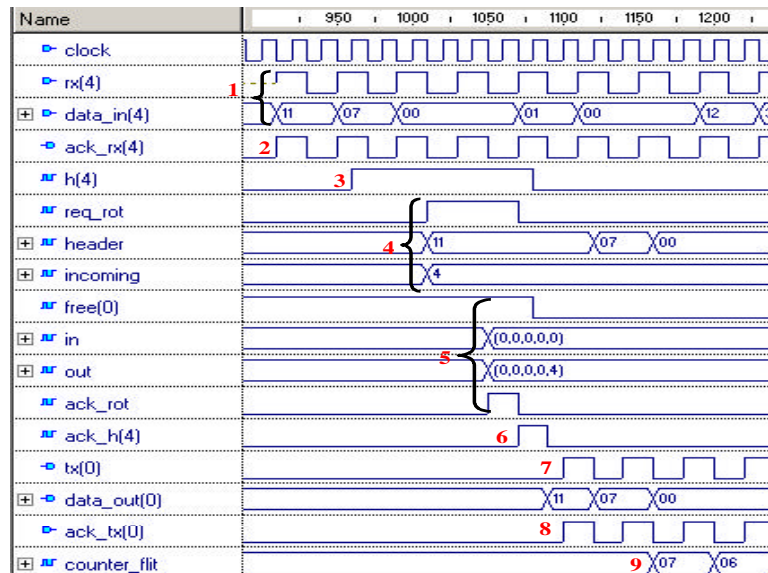 Name 950 1000 1050 1100 1150 1200
clock
1 rx(4)
data_in(4) 11 07 00 01 00 12
ack_rx(4) 2
h(4) 3
req_rot
header 4 11 07 00
incoming 4
free(0)
in (0,0,0,0,0)
5
out (0,0,0,0,4)
ack_rot
ack_h(4) 6
tx(0) 7
data_out(0) 11 07 00
ack_tx(0) 8
counter_flit 9 07 06